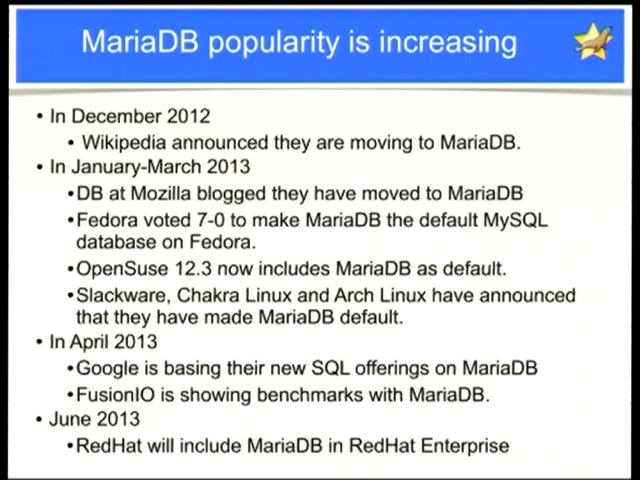 MariaDB popularity is increasing
• In December 2012
• Wikipedia announced they are moving to MariaDB.
• In January-March 2013
•DB at Mozilla blogged they have moved to MariaDB
•Fedora voted 7-0 to make MariaDB the default MySQL
database on Fedora.
•OpenSuse 12.3 now includes MariaDB as default.
•Slackware, Chakra Linux and Arch Linux have announced
that they have made MariaDB default.
• In April 2013
•Google is basing their new SQL offerings on MariaDB
•FusionIO is showing benchmarks with MariaDB.
• June 2013
•RedHat will include MariaDB in RedHat Enterprise